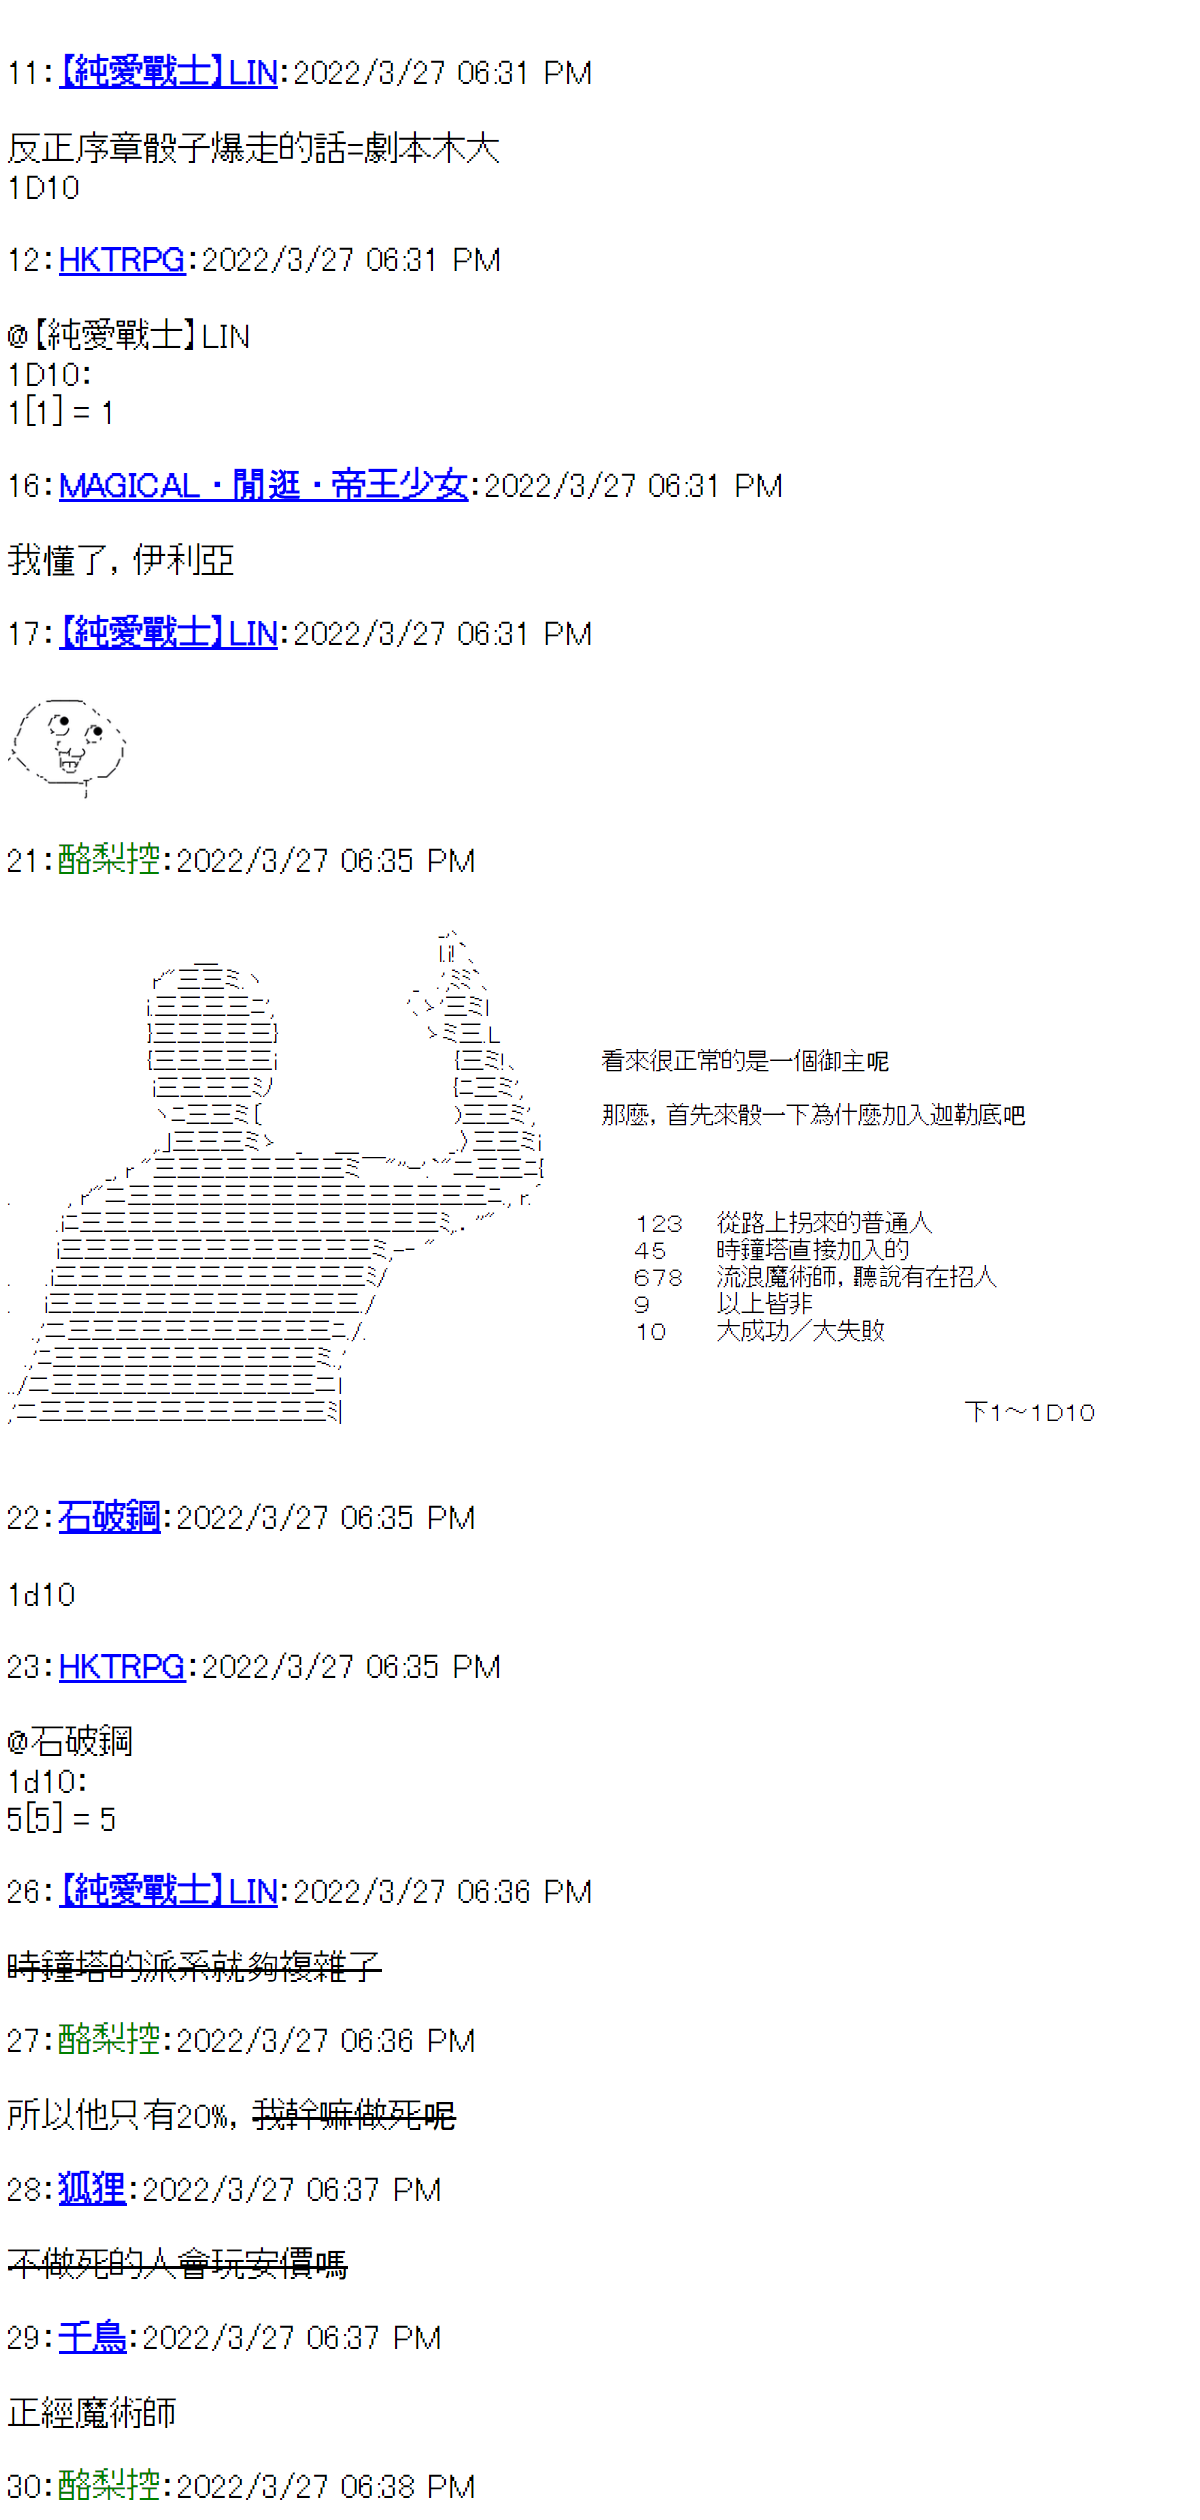 11:【純愛戰士】LIN:2022/3/27 06:31 PM
反正序章骰子爆走的話=劇本木大
1D10
12:HKTRPG:2022/3/27 06:31 PM
@【純愛戰士】LIN
1D10:
1[1] = 1
16:MAGICAL・閒逛・帝王少女:2022/3/27 06:31 PM
我懂了, 伊利亞
17:【純愛戰士】LIN:2022/3/27 06:31 PM
21:酪梨控:2022/3/27 06:35 PM
看來很正常的是一個御主呢
那麼, 首先來骰一下為什麼加入迦勒底吧
123 從路上拐來的普通人
45 時鐘塔直接加入的
678 流浪魔術師, 聽說有在招人
9 以上皆非
10 大成功／大失敗
下1～1D10
22:石破鋼:2022/3/27 06:35 PM
1d10
23:HKTRPG:2022/3/27 06:35 PM
@石破鋼
1d10:
5[5] = 5
26:【純愛戰士】LIN:2022/3/27 06:36 PM
時鐘塔的派系就夠複雜了
27:酪梨控:2022/3/27 06:36 PM
所以他只有20%, 我幹嘛做死呢
28:狐狸:2022/3/27 06:37 PM
不做死的人會玩安價嗎
29:千鳥:2022/3/27 06:37 PM
正經魔術師
30:酪梨控:2022/3/27 06:38 PM